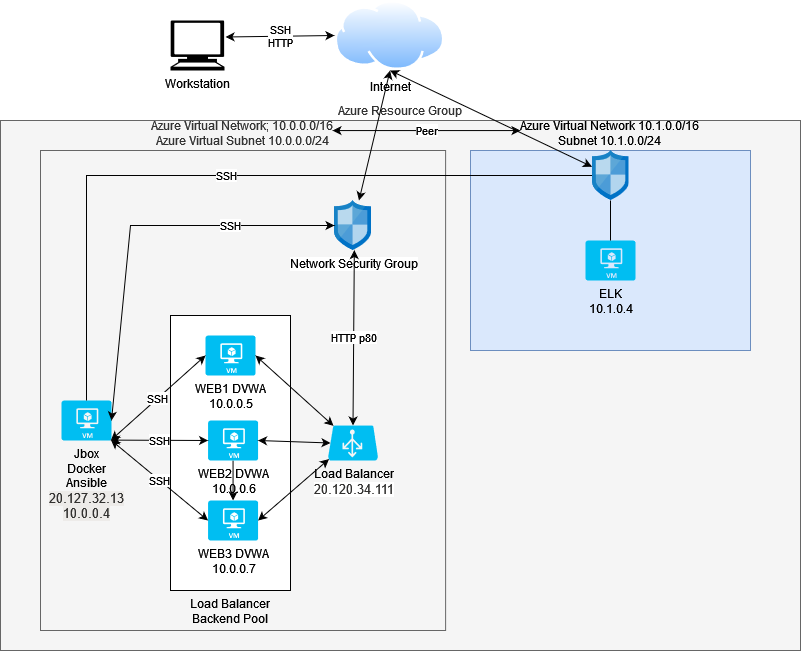 SSH
HTTP
Workstation
Internet
Azure Resource Group
Azure Virtual Network; 10.0.0.0/16
Azure Virtual Subnet 10.0.0.0/24
Peer
Azure Virtual Network 10.1.0.0/16
Subnet 10.1.0.0/24
SSH
SSH
Network Security Group
VM
ELK
10.1.0.4
HTTP p80
VM
WEB1 DVWA
10.0.0.5
SSH
VM
Jbox
Docker
Ansible
20.127.32.13
10.0.0.4
SSH
VM
WEB2 DVWA
10.0.0.6
Load Balancer
20.120.34.111
SSH
VM
WEB3 DVWA
10.0.0.7
Load Balancer
Backend Pool